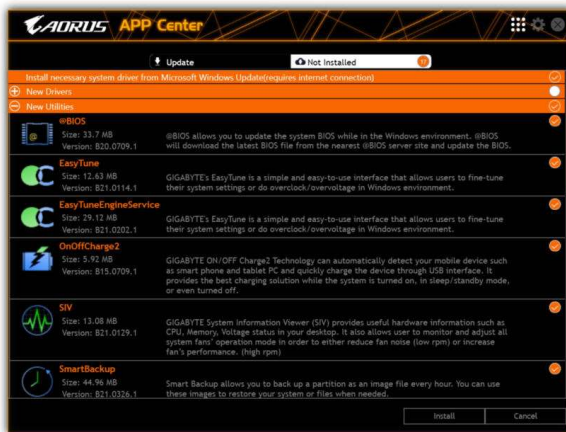 AORUS APP Center
Update
Not Installed
Install necessary system driver from Microsoft Windows Update(requires internet connection)
New Drivers
New Utilities
@BIOS
Size: 33.7 MB
Version: B20.0709.1
@BIOS allows you to update the system BIOS while in the Windows environment. @BIOS
will download the latest BIOS file from the nearest @BIOS server site and update the BIOS.
EasyTune
Size: 12.63 MB
Version: B21.0114.1
GIGABYTE's EasyTune is a simple and easy-to-use interface that allows users to fine-tune
their system settings or do overclock/overvoltage in Windows environment.
EasyTuneEngineService
Size: 29.12 MB
Version: B21.0202.1
GIGABYTE's EasyTune is a simple and easy-to-use interface that allows users to fine-tune
their system settings or do overclock/overvoltage in Windows environment.
OnOffCharge2
Size: 5.92 MB
Version: B15.0709.1
GIGABYTE ON/OFF Charge2 Technology can automatically detect your mobile device such
as smart phone and tablet PC and quickly charge the device through USB interface. It
provides the best charging solution while the system is turned on, in sleep/standby mode,
or even turned off.
SIV
Size: 13.08 MB
Version: B21.0129.1
GIGABYTE System Information Viewer (SIV) provides useful hardware information such as
CPU, Memory, Voltage status in your desktop. It also allows user to monitor and adjust all
system fans' operation mode in order to either reduce fan noise (low rpm) or increase
fan's performance. (high rpm)
SmartBackup
Size: 44.96 MB
Version: B21.0326.1
Smart Backup allows you to back up a partition as an image file every hour. You can use
these images to restore your system or files when needed.
Install
Cancel